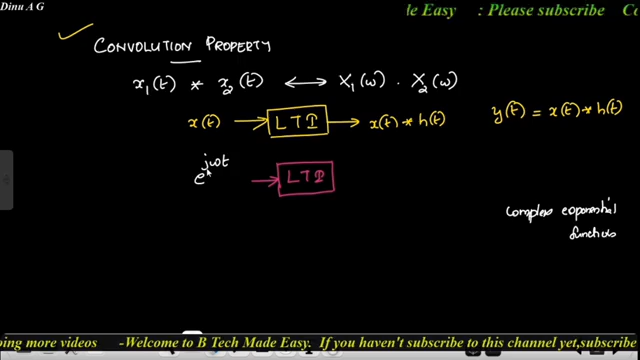 Dinu A G
le Easy : Please subscribe Co
CONVOLUTION PROPERTY
x₁(t) * x₂(t) ⟷ X₁(ω) . X₂(ω)
x(t) → LTI → x(t) * h(t) y(t) = x(t) * h(t)
e^jωt → LTI
complex exponential
functions
ping more videos -Welcome to B Tech Made Easy. If you haven't subscribe to this channel yet,subscribe